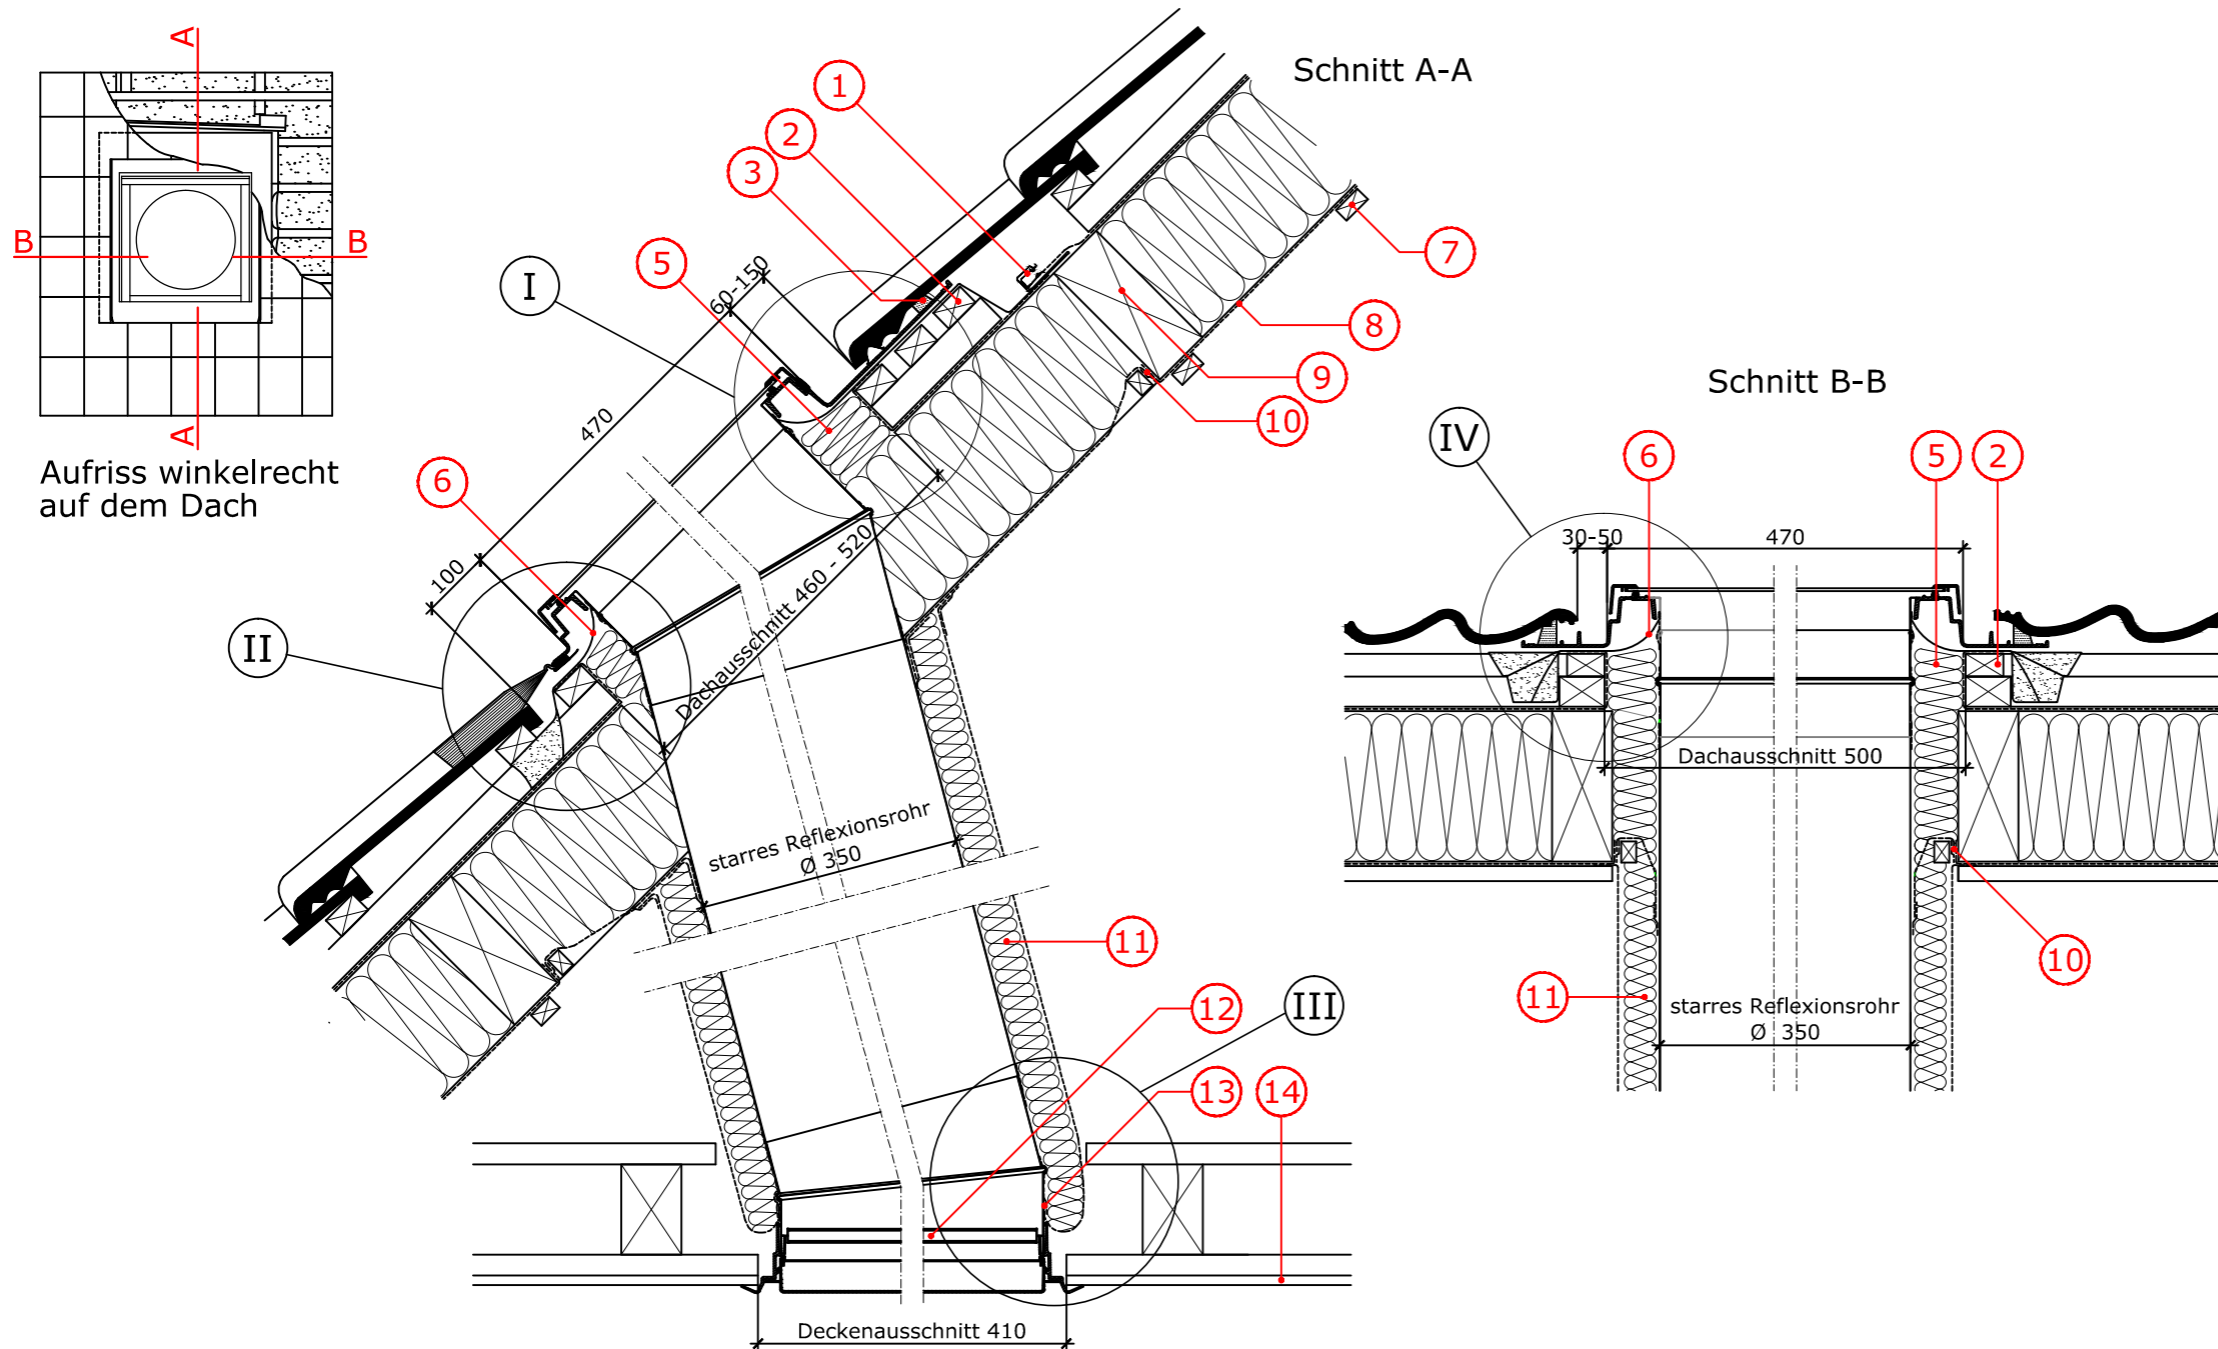 A
B
B
A
Aufriss winkelrecht
auf dem Dach
Schnitt A-A
1
2
3
5
I
60-150
470
6
100
II
7
8
9
10
Dachausschnitt 460 - 520
starres Reflexionsrohr
Ø 350
11
12
III
13
14
Deckenausschnitt 410
Schnitt B-B
IV
6
5
2
30-50
470
Dachausschnitt 500
10
11
starres Reflexionsrohr
Ø 350